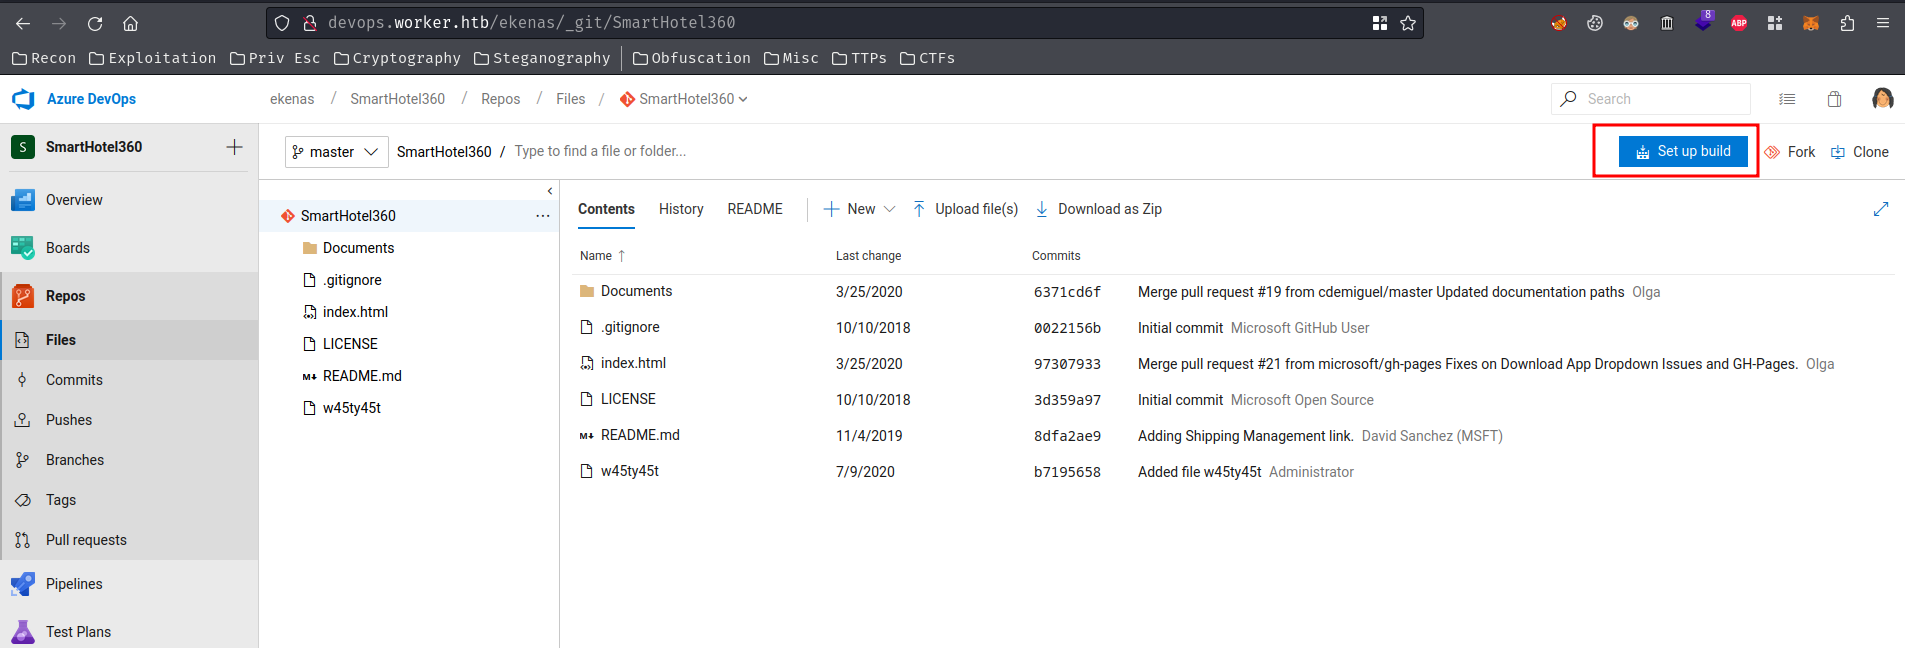 devops.worker.htb/ekenas/_git/SmartHotel360
8
ABP
Recon Exploitation Priv Esc Cryptography Steganography Obfuscation Misc TTPs CTFs
Azure DevOps ekenas / SmartHotel360 / Repos / Files / SmartHotel360 Search
S SmartHotel360 master SmartHotel360 / Type to find a file or folder... Set up build Fork Clone
Overview
Boards
Repos
Files
Commits
Pushes
Branches
Tags
Pull requests
Pipelines
Test Plans
SmartHotel360 ...
Documents
.gitignore
index.html
LICENSE
M↓ README.md
w45ty45t
Contents History README New Upload file(s) Download as Zip
Name ↑ Last change Commits
Documents 3/25/2020 6371cd6f Merge pull request #19 from cdemiguel/master Updated documentation paths Olga
.gitignore 10/10/2018 0022156b Initial commit Microsoft GitHub User
index.html 3/25/2020 97307933 Merge pull request #21 from microsoft/gh-pages Fixes on Download App Dropdown Issues and GH-Pages. Olga
LICENSE 10/10/2018 3d359a97 Initial commit Microsoft Open Source
M↓ README.md 11/4/2019 8dfa2ae9 Adding Shipping Management link. David Sanchez (MSFT)
w45ty45t 7/9/2020 b7195658 Added file w45ty45t Administrator